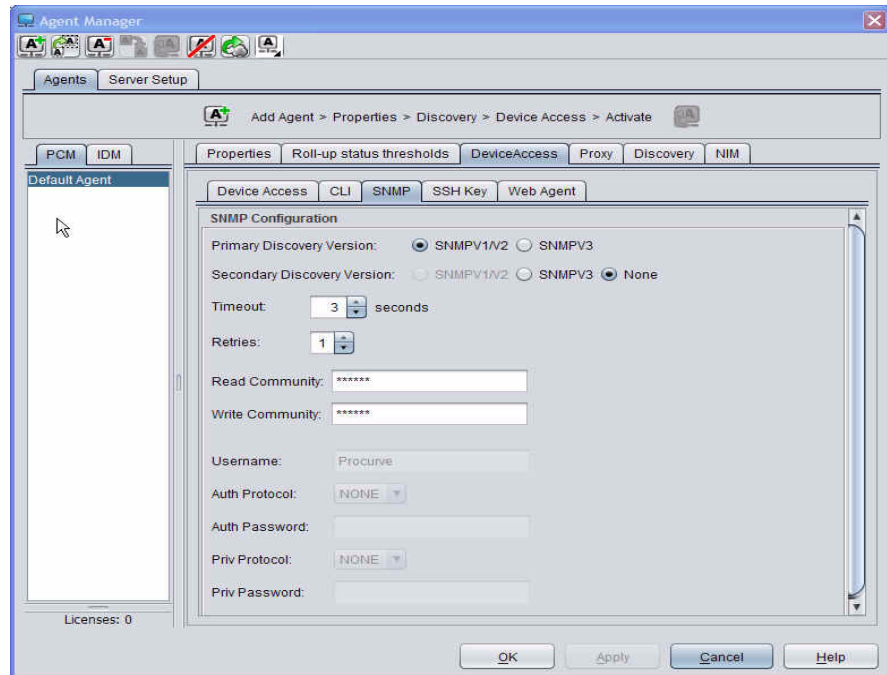 Agent Manager
Agents Server Setup
Add Agent > Properties > Discovery > Device Access > Activate
PCM IDM
Properties Roll-up status thresholds DeviceAccess Proxy Discovery NIM
Default Agent
Device Access CLI SNMP SSH Key Web Agent
SNMP Configuration
Primary Discovery Version: SNMPV1/V2 SNMPV3
Secondary Discovery Version: SNMPV1/V2 SNMPV3 None
Timeout: 3 seconds
Retries: 1
Read Community: ******
Write Community: ******
Username: Procurve
Auth Protocol: NONE
Auth Password:
Priv Protocol: NONE
Priv Password:
Licenses: 0
OK Apply Cancel Help